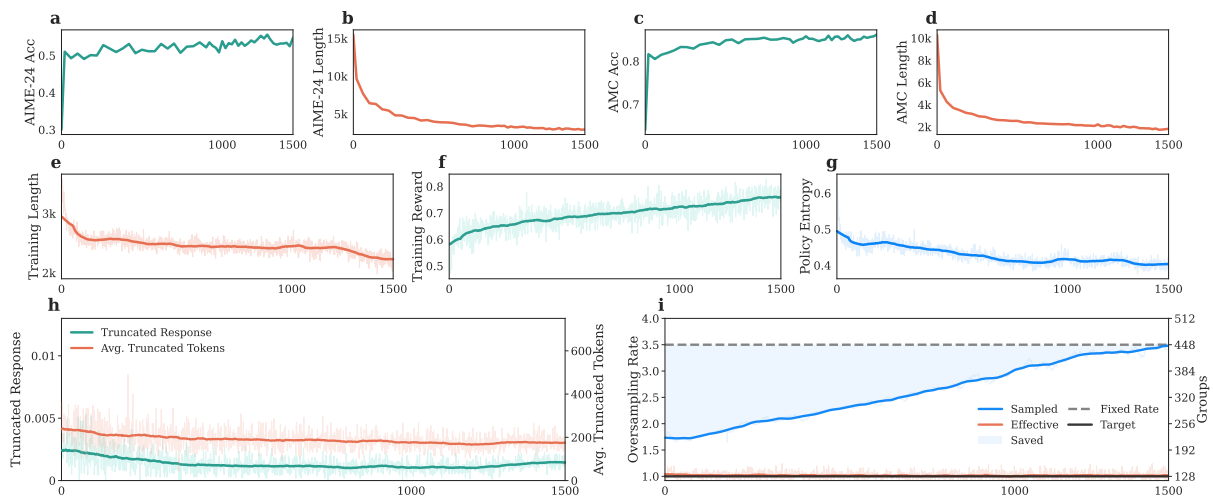 a
AIME-24 Acc
0.5
0.4
0.3
0
1000
1500
b
AIME-24 Length
15k
10k
5k
0
1000
1500
c
AMC Acc
0.8
0.7
0
1000
1500
d
AMC Length
10k
8k
6k
4k
2k
0
1000
1500
e
Training Length
3k
2k
0
1000
1500
f
Training Reward
0.8
0.7
0.6
0.5
0
1000
1500
g
Policy Entropy
0.6
0.5
0.4
0
1000
1500
h
Truncated Response
0.01
0.005
0
Truncated Response
Avg. Truncated Tokens
600
400
200
0
Avg. Truncated Tokens
0
1000
1500
i
Oversampling Rate
4.0
3.5
3.0
2.5
2.0
1.5
1.0
Sampled
Effective
Saved
Fixed Rate
Target
512
448
384
320
256
192
128
Groups
0
1000
1500